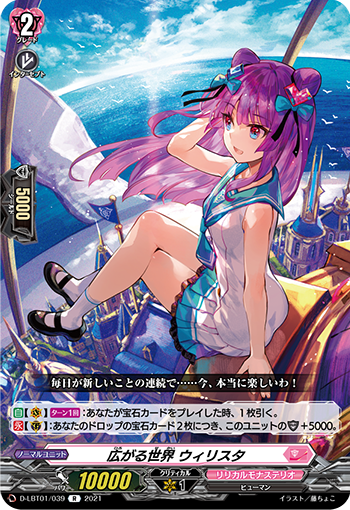 2
グレード
インターセプト
5000
シールド
毎日が新しいことの連続で……今、本当に楽しいわ！
自【R】【ターン1回】：あなたが宝石カードをプレイした時、1枚引く。
永【G】：あなたのドロップの宝石カード2枚につき、このユニットの+5000。
ノーマルユニット
広がる世界 ウィリスタ
リリカルモナステリオ
パワー 10000
クリティカル 1
ヒューマン
D-LBT01/039 R 2021
イラスト／藤ちょこ